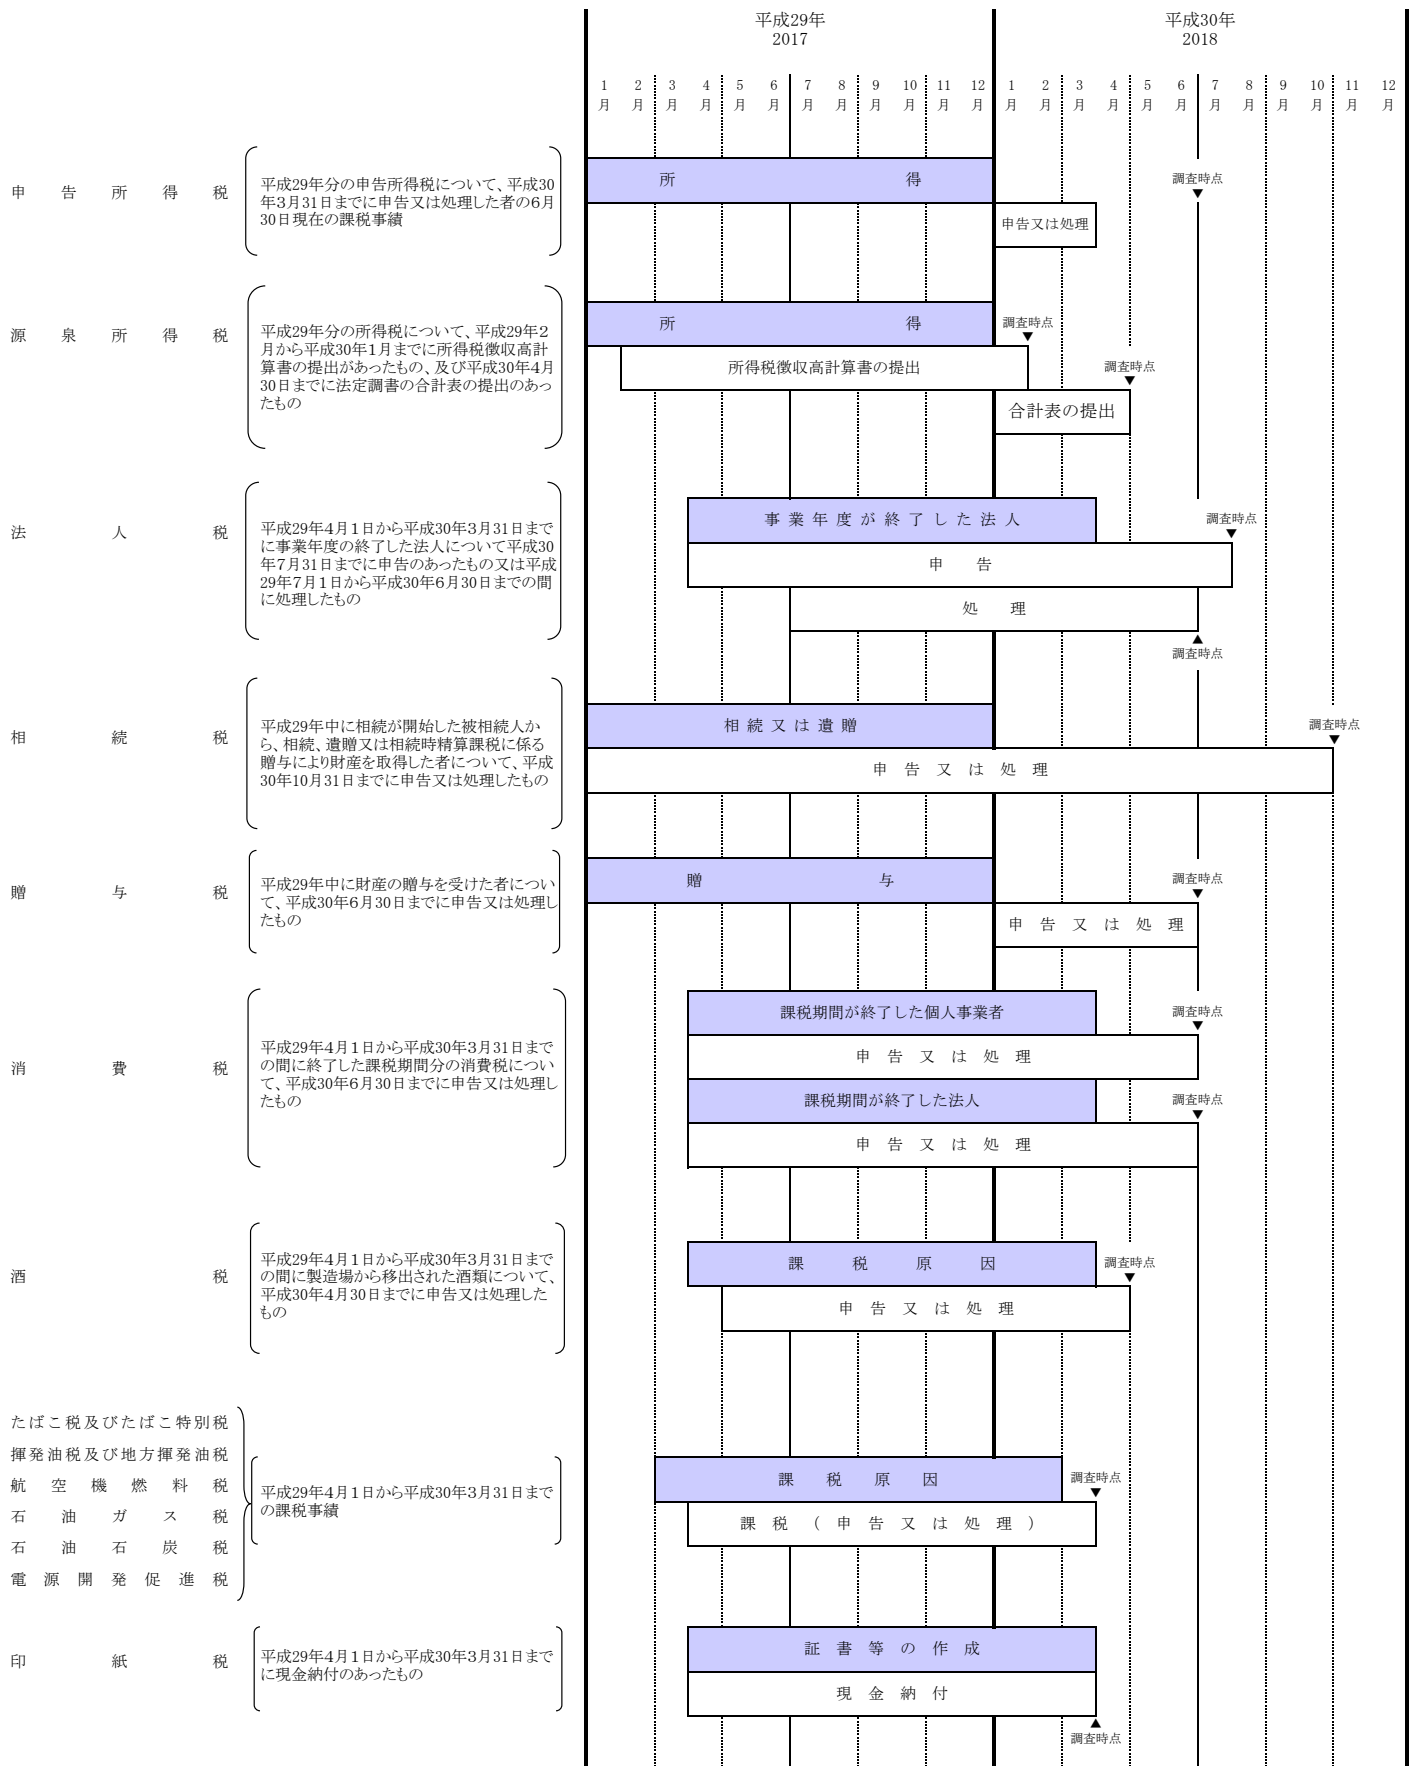 平成29年
2017
平成30年
2018
1 2 3 4 5 6 7 8 9 10 11 12 1 2 3 4 5 6 7 8 9 10 11 12
月 月 月 月 月 月 月 月 月 月 月 月 月 月 月 月 月 月 月 月 月 月 月 月
申告所得税
平成29年分の申告所得税について、平成30
年3月31日までに申告又は処理した者の6月
30日現在の課税事績
所得
調査時点
▼
申告又は処理
源泉所得税
平成29年分の所得税について、平成29年2
月から平成30年1月までに所得税徴収高計
算書の提出があったもの、及び平成30年4月
30日までに法定調書の合計表の提出のあっ
たもの
所得
調査時点
▼
所得税徴収高計算書の提出
調査時点
▼
合計表の提出
法人税
平成29年4月1日から平成30年3月31日まで
に事業年度の終了した法人について平成30
年7月31日までに申告のあったもの又は平成
29年7月1日から平成30年6月30日までの間
に処理したもの
事業年度が終了した法人
調査時点
▼
申告
処理
▲
調査時点
相続税
平成29年中に相続が開始した被相続人か
ら、相続、遺贈又は相続時精算課税に係る
贈与により財産を取得した者について、平成
30年10月31日までに申告又は処理したもの
相続又は遺贈
調査時点
▼
申告又は処理
贈与税
平成29年中に財産の贈与を受けた者につい
て、平成30年6月30日までに申告又は処理し
たもの
贈与
調査時点
▼
申告又は処理
消費税
平成29年4月1日から平成30年3月31日まで
の間に終了した課税期間分の消費税につい
て、平成30年6月30日までに申告又は処理し
たもの
課税期間が終了した個人事業者
調査時点
▼
申告又は処理
課税期間が終了した法人
調査時点
▼
申告又は処理
酒税
平成29年4月1日から平成30年3月31日まで
の間に製造場から移出された酒類について、
平成30年4月30日までに申告又は処理した
もの
課税原因
調査時点
▼
申告又は処理
たばこ税及びたばこ特別税
揮発油税及び地方揮発油税
航空機燃料税
石油ガス税
石油石炭税
電源開発促進税
平成29年4月1日から平成30年3月31日まで
の課税事績
課税原因
調査時点
▼
課税(申告又は処理)
印紙税
平成29年4月1日から平成30年3月31日まで
に現金納付のあったもの
証書等の作成
現金納付
▲
調査時点